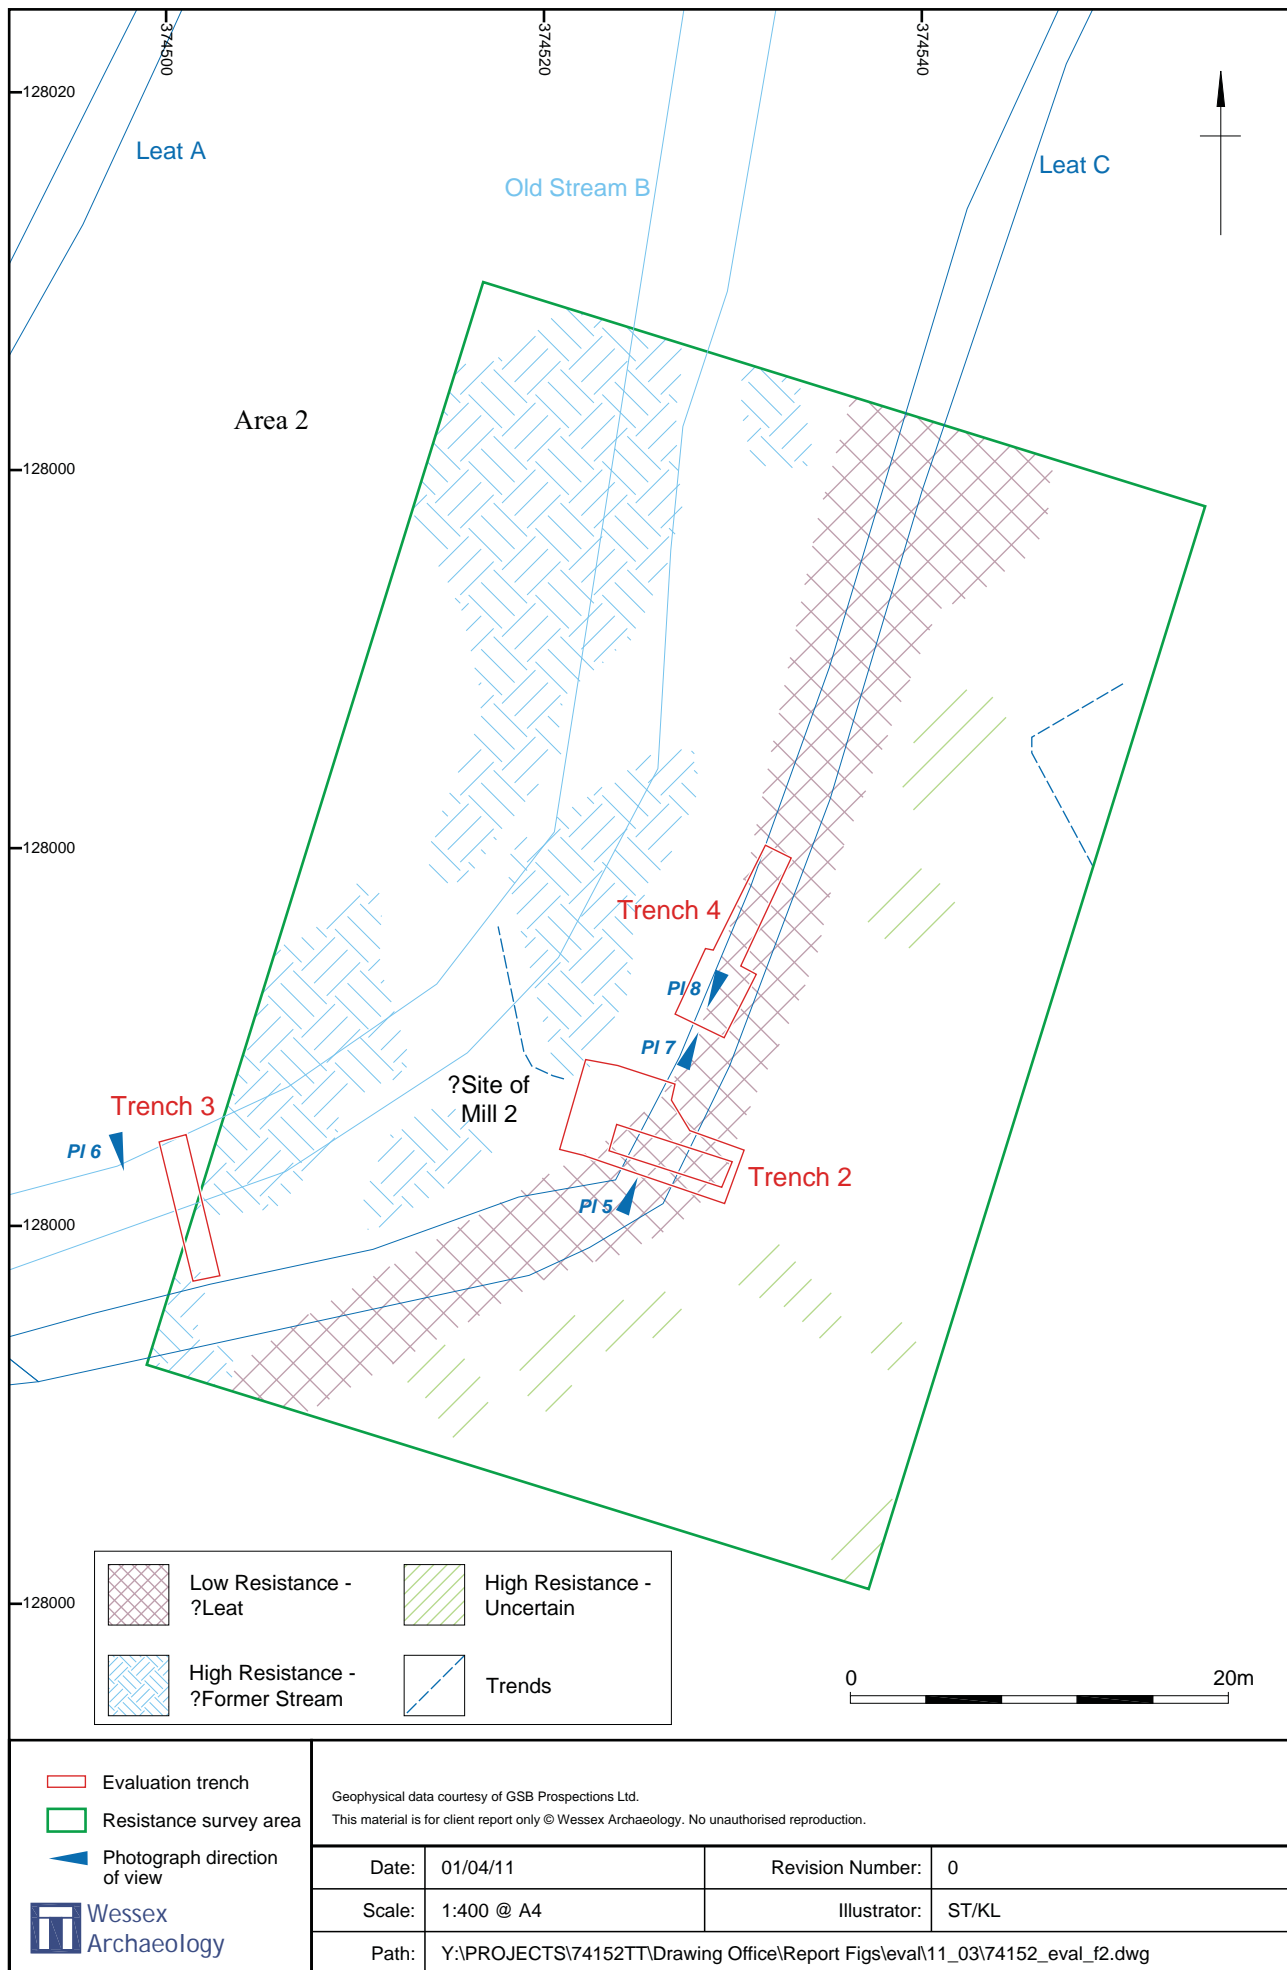 374500
374520
374540
128020
Leat A
Old Stream B
Leat C
Area 2
128000
128000
Trench 4
Pl 8
Pl 7
?Site of
Mill 2
Trench 3
Pl 6
Trench 2
Pl 5
128000
128000
Low Resistance -
?Leat
High Resistance -
Uncertain
High Resistance -
?Former Stream
Trends
0 20m
Evaluation trench
Resistance survey area
Photograph direction
of view
Wessex
Archaeology
Geophysical data courtesy of GSB Prospections Ltd.
This material is for client report only © Wessex Archaeology. No unauthorised reproduction.
Date: 01/04/11 Revision Number: 0
Scale: 1:400 @ A4 Illustrator: ST/KL
Path: Y:\PROJECTS\74152TT\Drawing Office\Report Figs\eval\11_03\74152_eval_f2.dwg